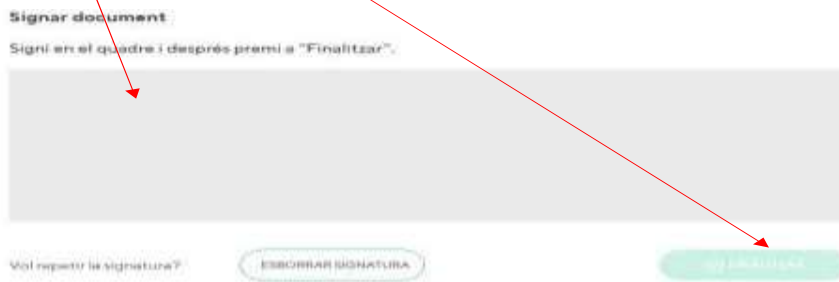 Signar document
Signi en el quadre i després premi a "Finalitzar".
Vol repetir la signatura?
ESBORRAR SIGNATURA